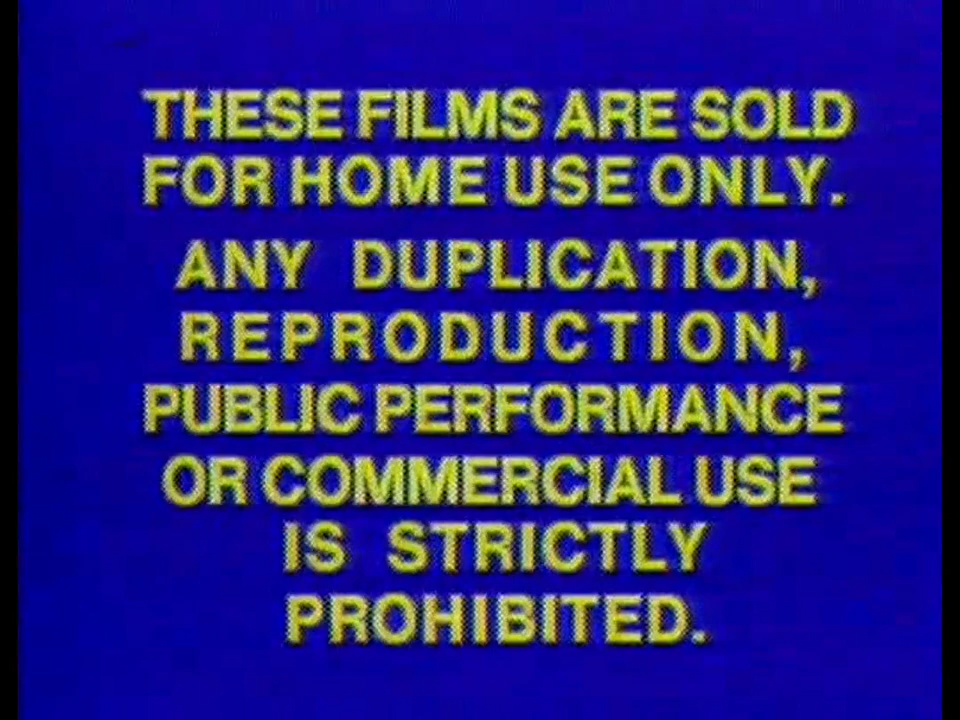 THESE FILMS ARE SOLD
FOR HOME USE ONLY.
ANY DUPLICATION,
REPRODUCTION,
PUBLIC PERFORMANCE
OR COMMERCIAL USE
IS STRICTLY
PROHIBITED.